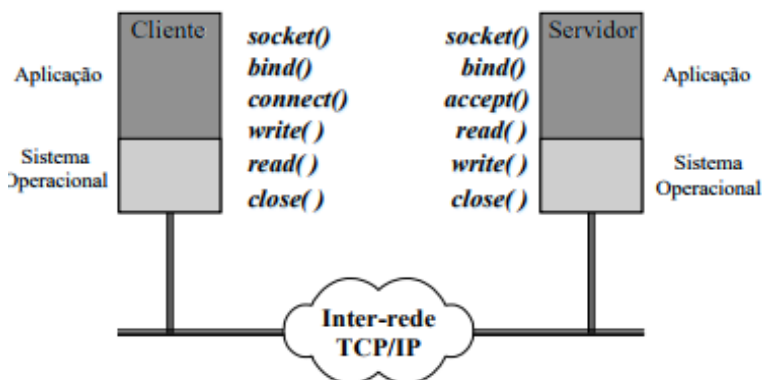 Cliente
Aplicação
Sistema
Operacional
socket()
bind()
connect()
write( )
read( )
close( )
socket()
bind()
accept()
read( )
write( )
close( )
Servidor
Aplicação
Sistema
Operacional
Inter-rede
TCP/IP